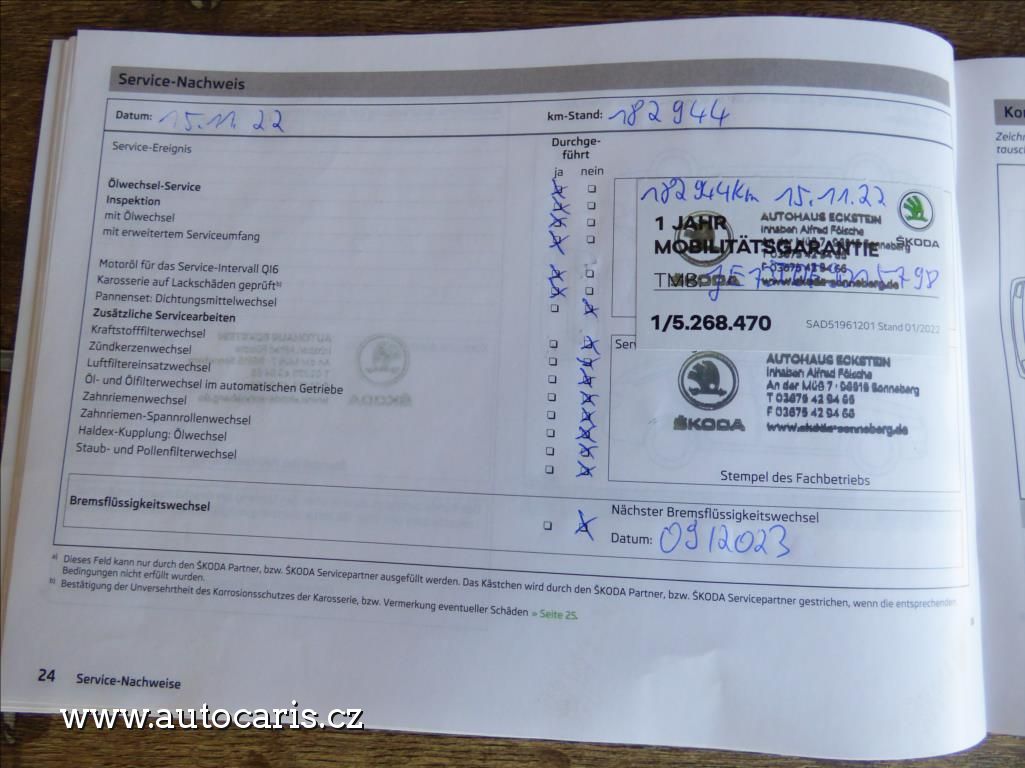 Service-Nachweis
Datum: 15.11.22
km-Stand: 182944
Service-Ereignis
Durchge-
führt
ja nein
Ölwechsel-Service
Inspektion
mit Ölwechsel
mit erweitertem Serviceumfang
Motoröl für das Service-Intervall QI6
Karosserie auf Lackschäden geprüft b)
Pannenset: Dichtungsmittelwechsel
Zusätzliche Servicearbeiten
Kraftstofffilterwechsel
Zündkerzenwechsel
Luftfiltereinsatzwechsel
Öl- und Ölfilterwechsel im automatischen Getriebe
Zahnriemenwechsel
Zahnriemen-Spannrollenwechsel
Haldex-Kupplung: Ölwechsel
Staub- und Pollenfilterwechsel
182944Km 15.11.22
AUTOHAUS ECKSTEIN
Inhaber Alfred Fölsche
ŠKODA
1 JAHR
MOBILITÄTSGARANTIE
TMB
ŠKODA
1/5.268.470
SAD51961201 Stand 01/2022
AUTOHAUS ECKSTEIN
Inhaben Alfred Fölsche
An der Müß 7 · 96515 Sonneberg
T 03675 42 94 65
F 03675 42 94 66
www.skoda-sonneberg.de
ŠKODA
Stempel des Fachbetriebs
Bremsflüssigkeitswechsel
Nächster Bremsflüssigkeitswechsel
Datum: 09/2023
a) Dieses Feld kann nur durch den ŠKODA Partner, bzw. ŠKODA Servicepartner ausgefüllt werden. Das Kästchen wird durch den ŠKODA Partner, bzw. ŠKODA Servicepartner gestrichen, wenn die entsprechenden
Bedingungen nicht erfüllt wurden.
b) Bestätigung der Unversehrtheit des Korrosionsschutzes der Karosserie, bzw. Vermerkung eventueller Schäden » Seite 25.
24 Service-Nachweise
www.autocaris.cz